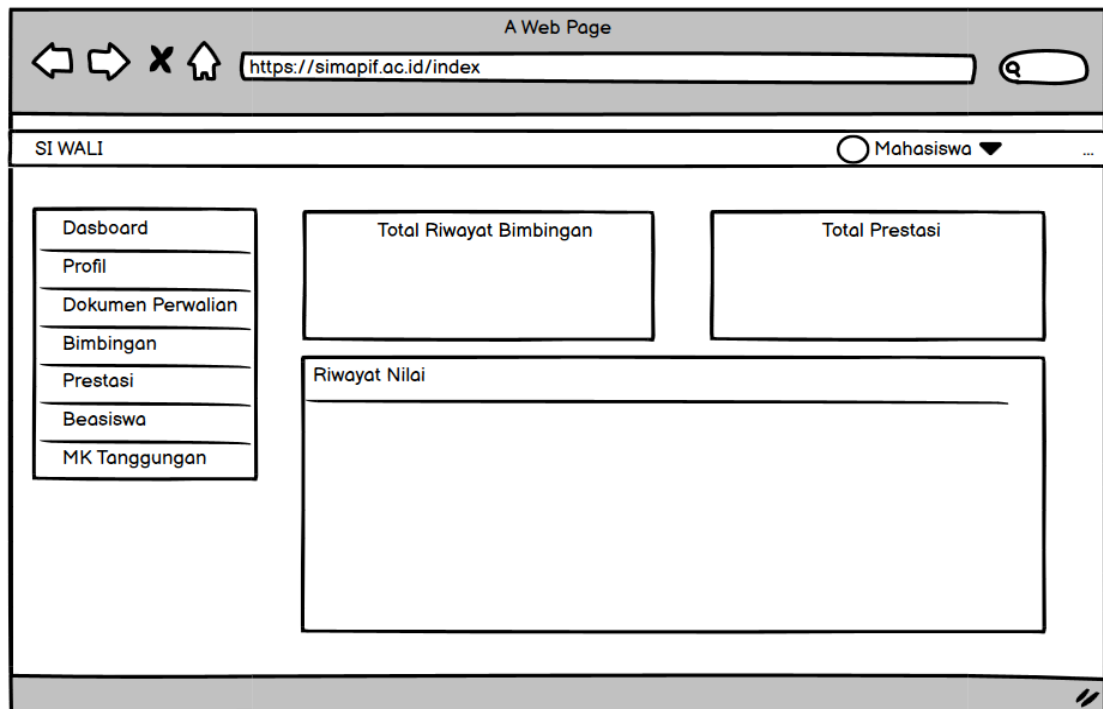 A Web Page
https://simapif.ac.id/index
SI WALI
Mahasiswa
...
Dasboard
Profil
Dokumen Perwalian
Bimbingan
Prestasi
Beasiswa
MK Tanggungan
Total Riwayat Bimbingan
Total Prestasi
Riwayat Nilai